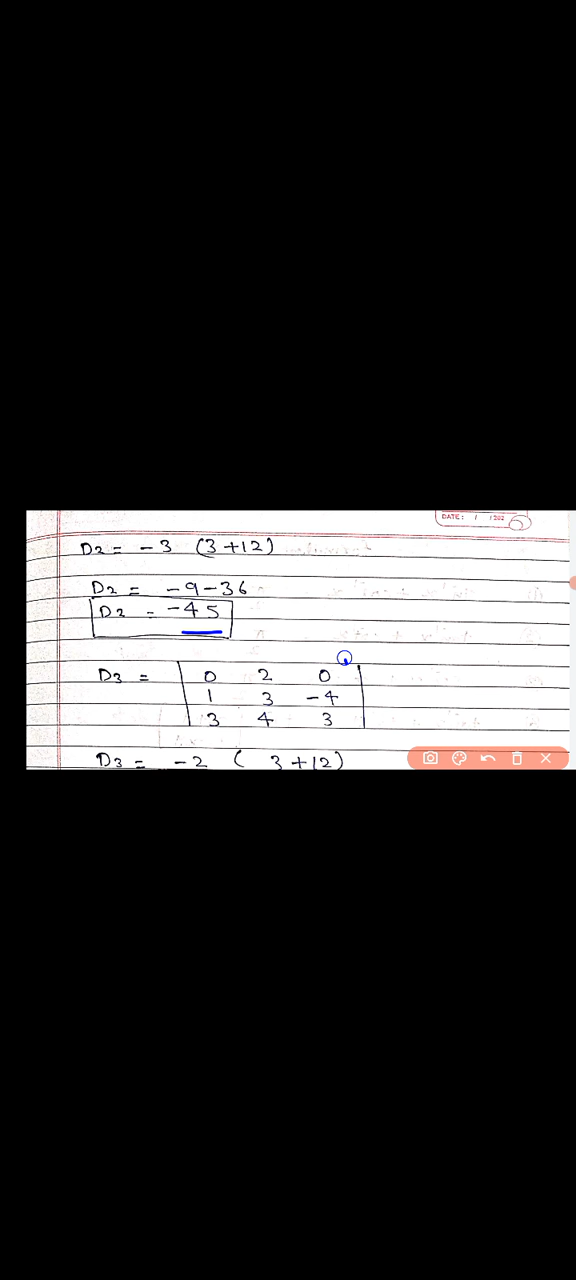 DATE: / /202
D2 = -3 (3+12)
D2 = -9-36
D2 = -45
D3 = | 0 2 0 |
| 1 3 -4 |
| 3 4 3 |
D3 = -2 ( 3+12)